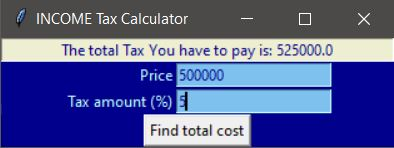 INCOME Tax Calculator
The total Tax You have to pay is: 525000.0
Price 500000
Tax amount (%) 5
Find total cost